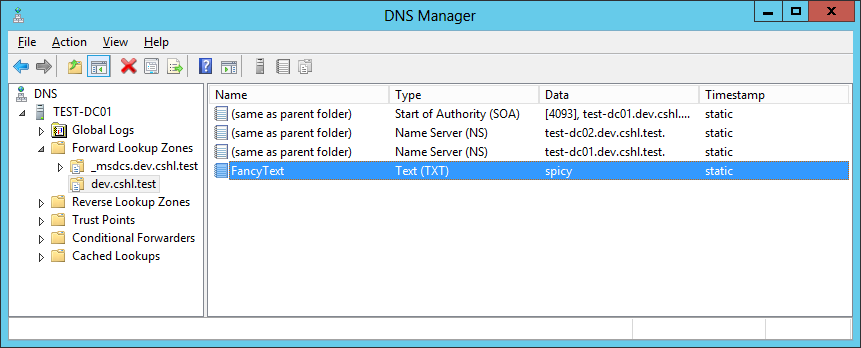 DNS Manager
File Action View Help
DNS
TEST-DC01
Global Logs
Forward Lookup Zones
_msdcs.dev.cshl.test
dev.cshl.test
Reverse Lookup Zones
Trust Points
Conditional Forwarders
Cached Lookups
Name Type Data Timestamp
(same as parent folder) Start of Authority (SOA) [4093], test-dc01.dev.cshl.... static
(same as parent folder) Name Server (NS) test-dc02.dev.cshl.test. static
(same as parent folder) Name Server (NS) test-dc01.dev.cshl.test. static
FancyText Text (TXT) spicy static